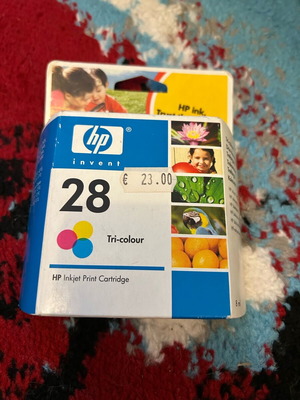 HP ink.
hp
invent
28
€ 23.00
Tri-colour
HP Inkjet Print Cartridge